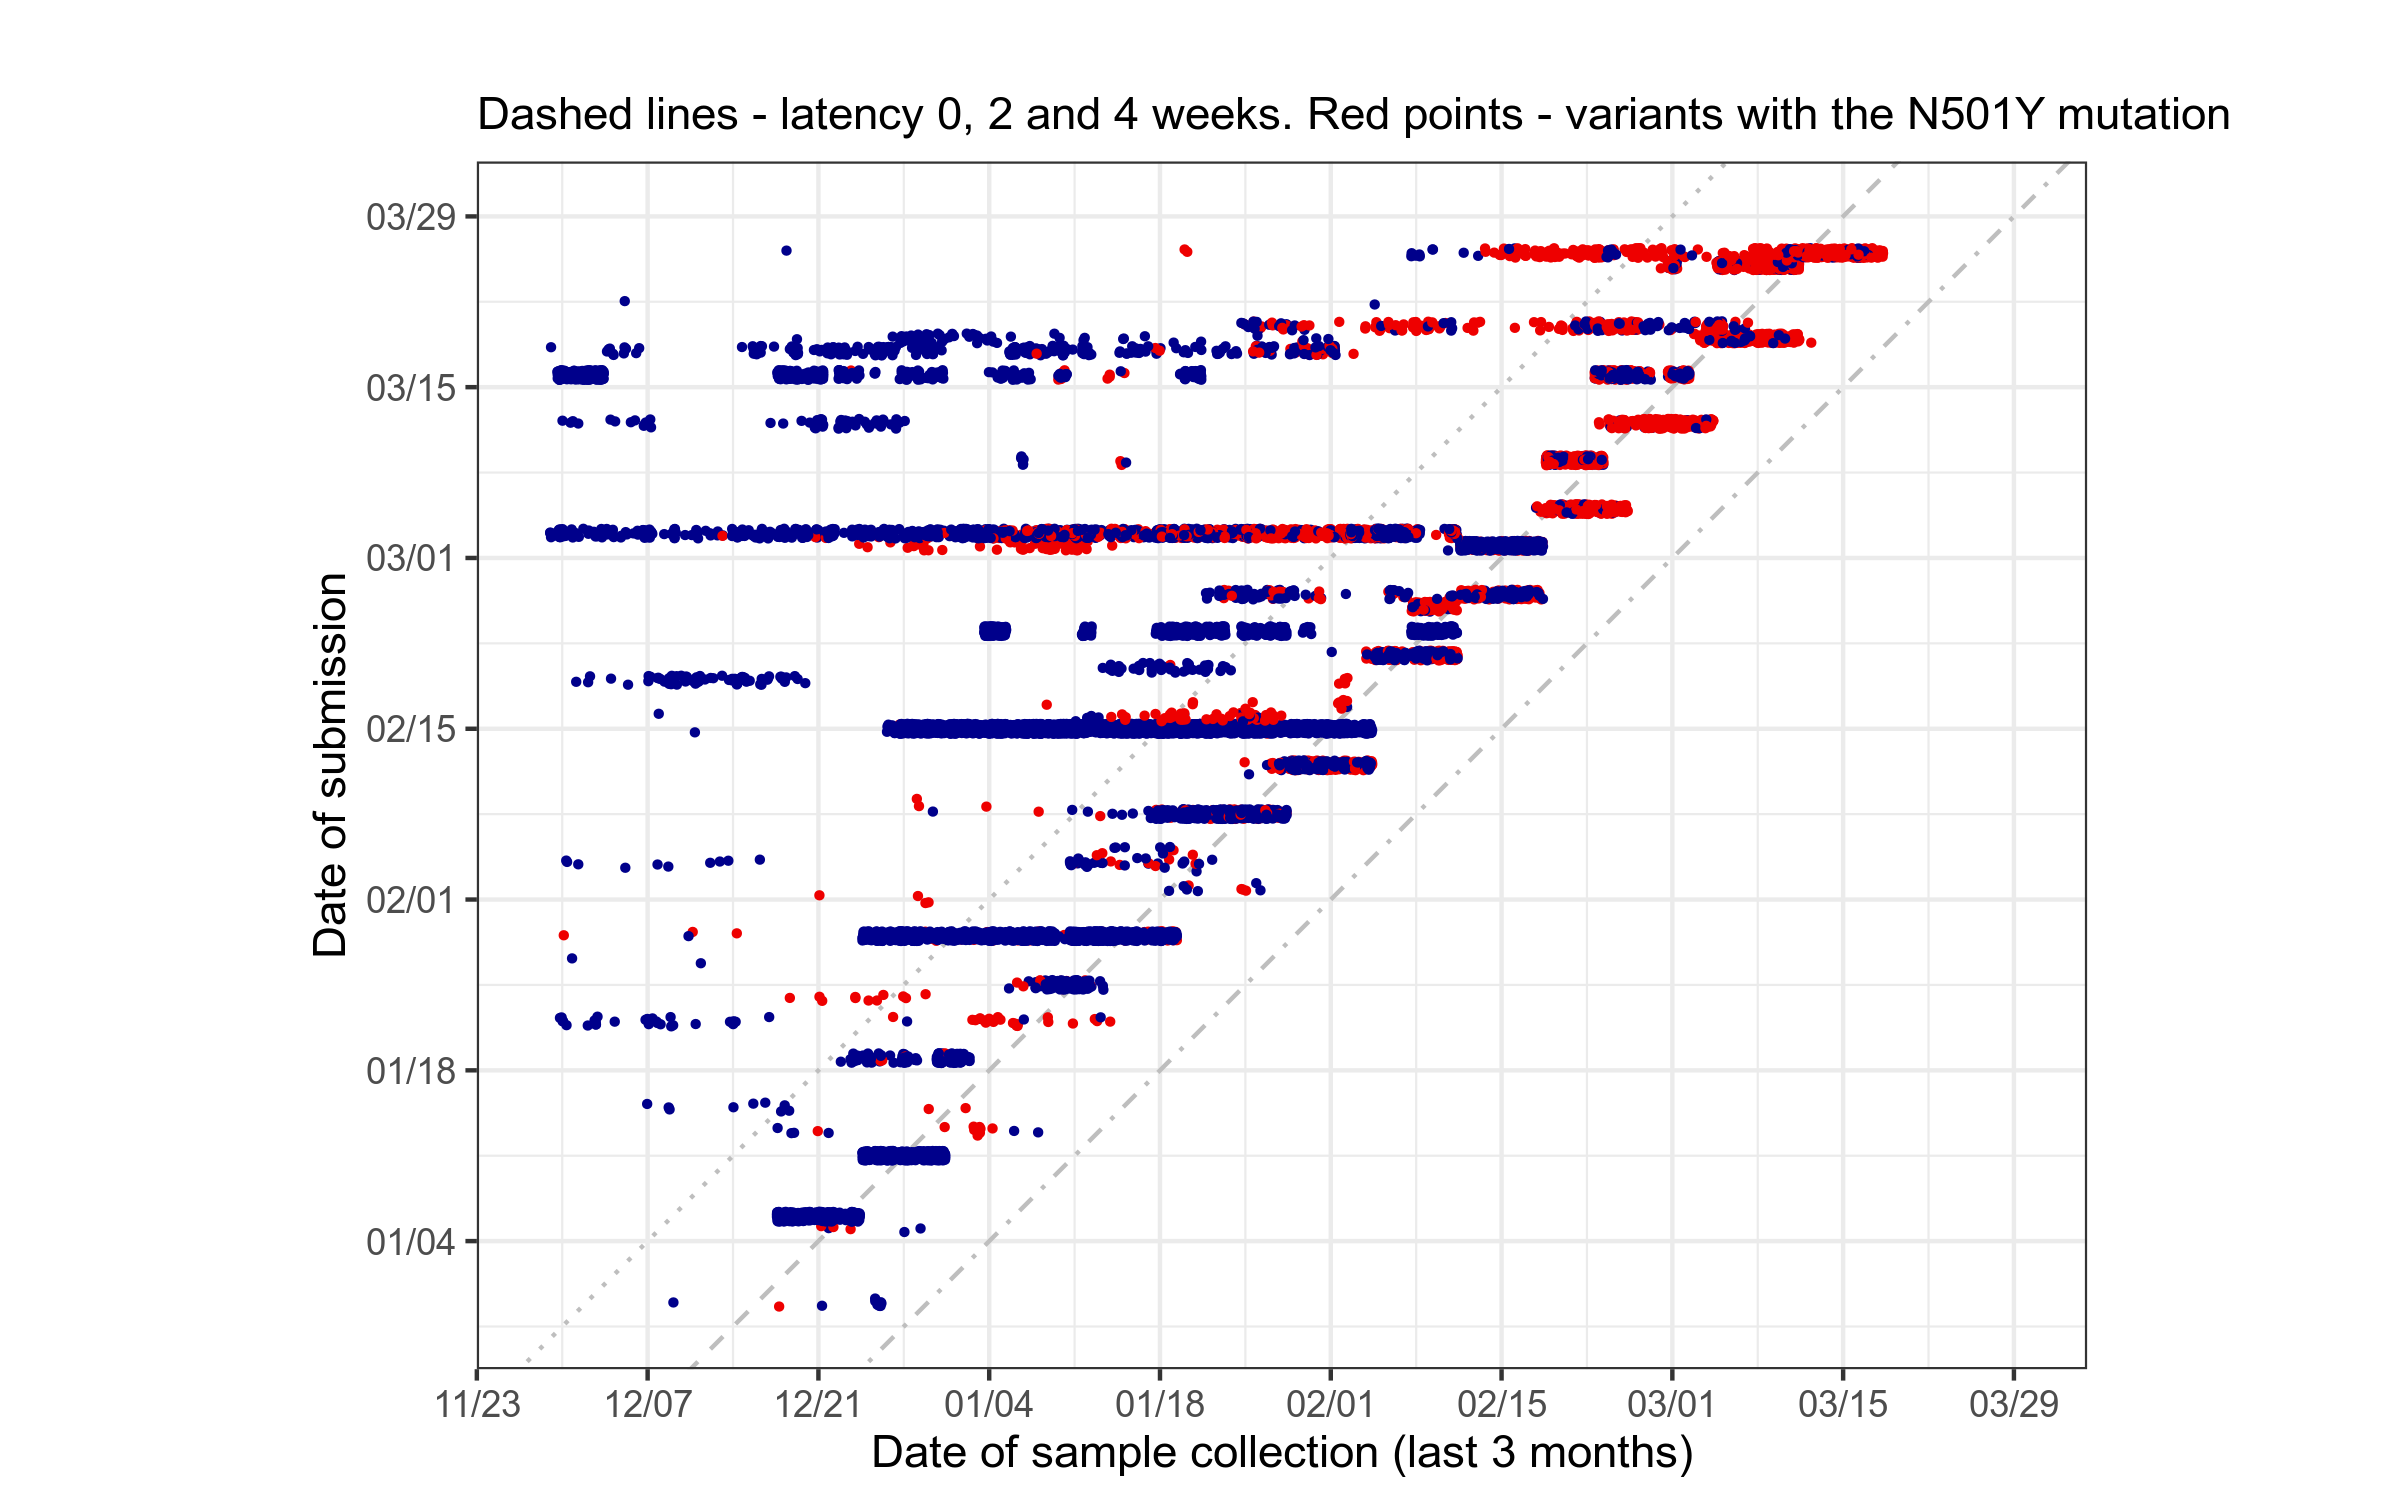 Dashed lines - latency 0, 2 and 4 weeks. Red points - variants with the N501Y mutation
03/29
03/15
03/01
02/15
02/01
01/18
01/04
Date of submission
11/23 12/07 12/21 01/04 01/18 02/01 02/15 03/01 03/15 03/29
Date of sample collection (last 3 months)